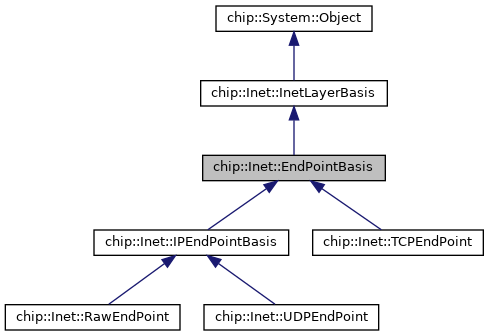 chip::System::Object
chip::Inet::InetLayerBasis
chip::Inet::EndPointBasis
chip::Inet::IPEndPointBasis
chip::Inet::TCPEndPoint
chip::Inet::RawEndPoint
chip::Inet::UDPEndPoint